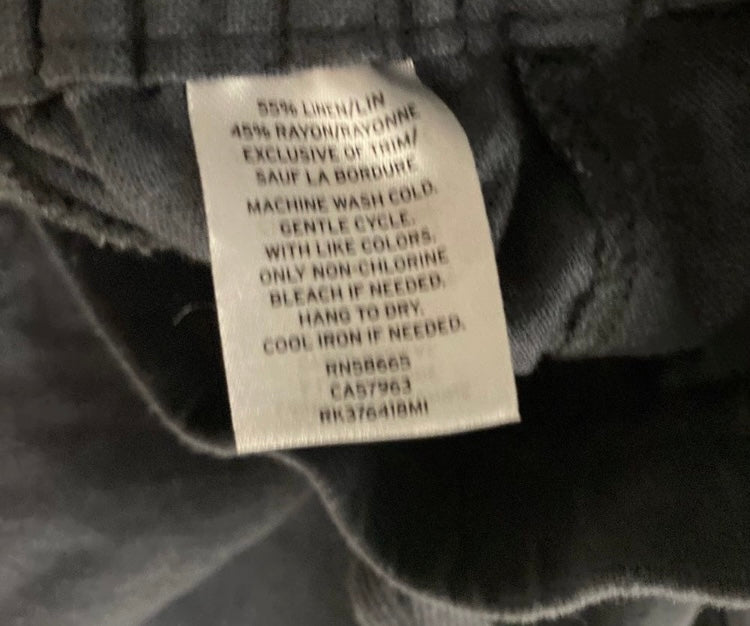 55% LINEN/LIN
45% RAYON/RAYONNE
EXCLUSIVE OF TRIM/
SAUF LA BORDURE
MACHINE WASH COLD.
GENTLE CYCLE.
WITH LIKE COLORS.
ONLY NON-CHLORINE
BLEACH IF NEEDED.
HANG TO DRY.
COOL IRON IF NEEDED.
RN58665
CA57963
RK37641BMI